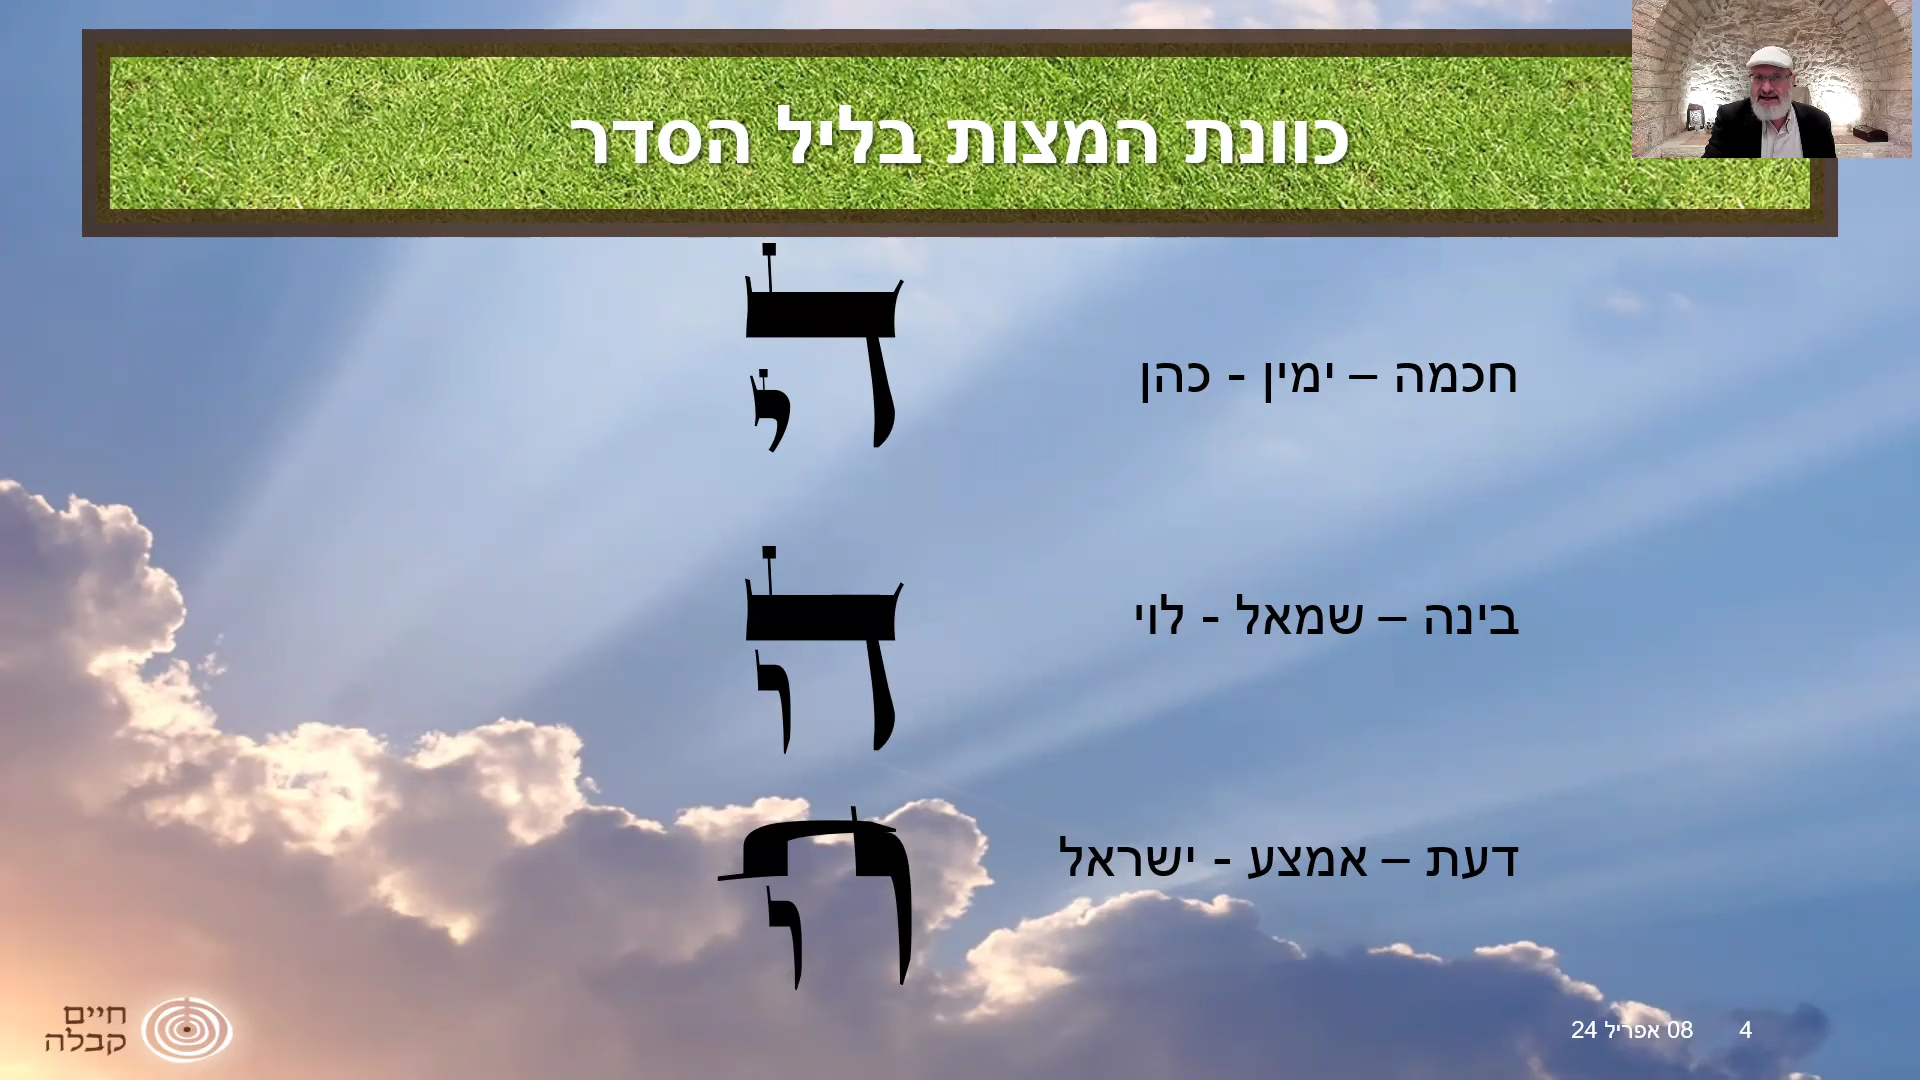 כוונת המצות בליל הסדר
חכמה – ימין - כהן
ה
בינה – שמאל - לוי
ה
דעת – אמצע - ישראל
ה
חיים
קבלה
08 אפריל 24
4